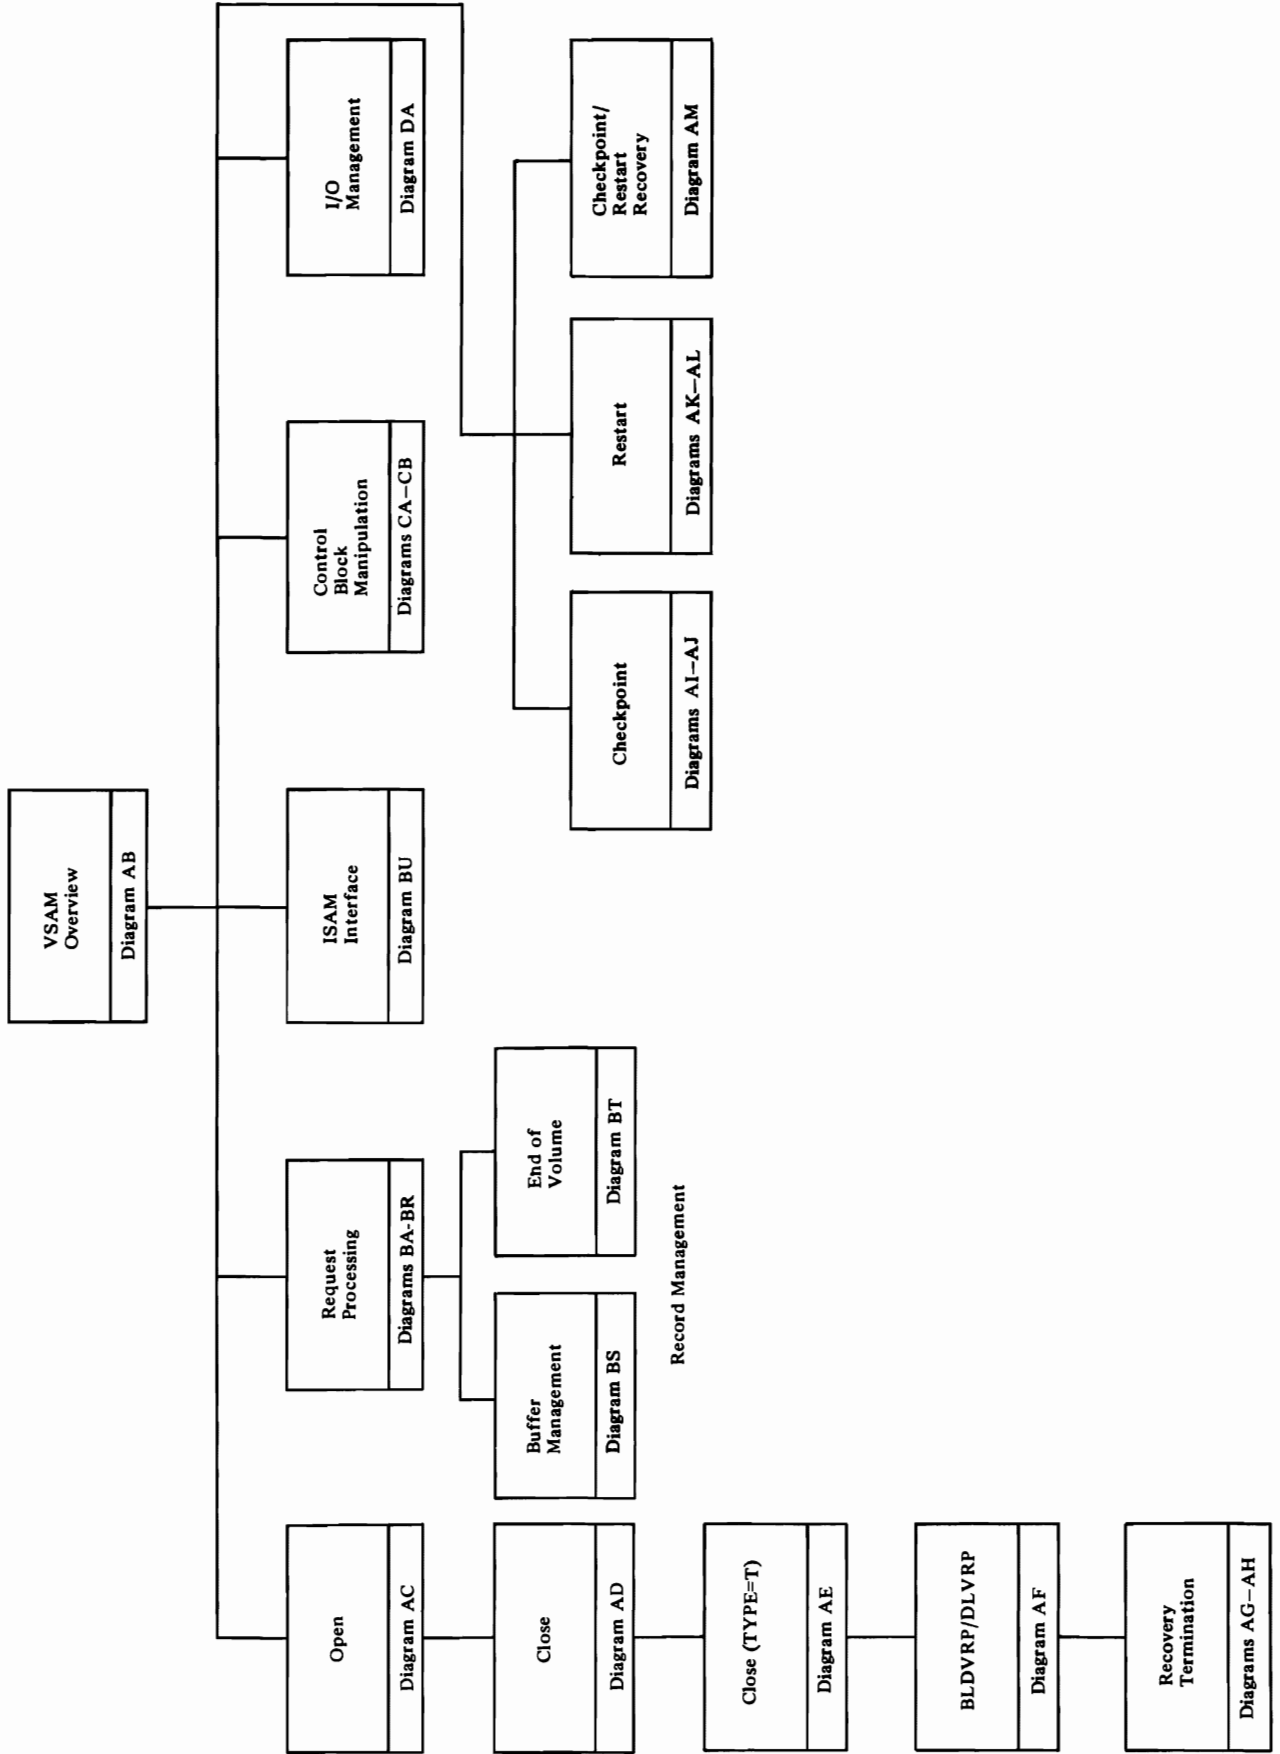 VSAM
Overview
Diagram AB
Open
Diagram AC
Request
Processing
Diagrams BA-BR
ISAM
Interface
Diagram BU
Control
Block
Manipulation
Diagrams CA—CB
I/O
Management
Diagram DA
Close
Diagram AD
Buffer
Management
Diagram BS
End of
Volume
Diagram BT
Record Management
Checkpoint
Diagrams AI—AJ
Restart
Diagrams AK—AL
Checkpoint/
Restart
Recovery
Diagram AM
Close (TYPE=T)
Diagram AE
BLDVRP/DLVRP
Diagram AF
Recovery
Termination
Diagrams AG—AH